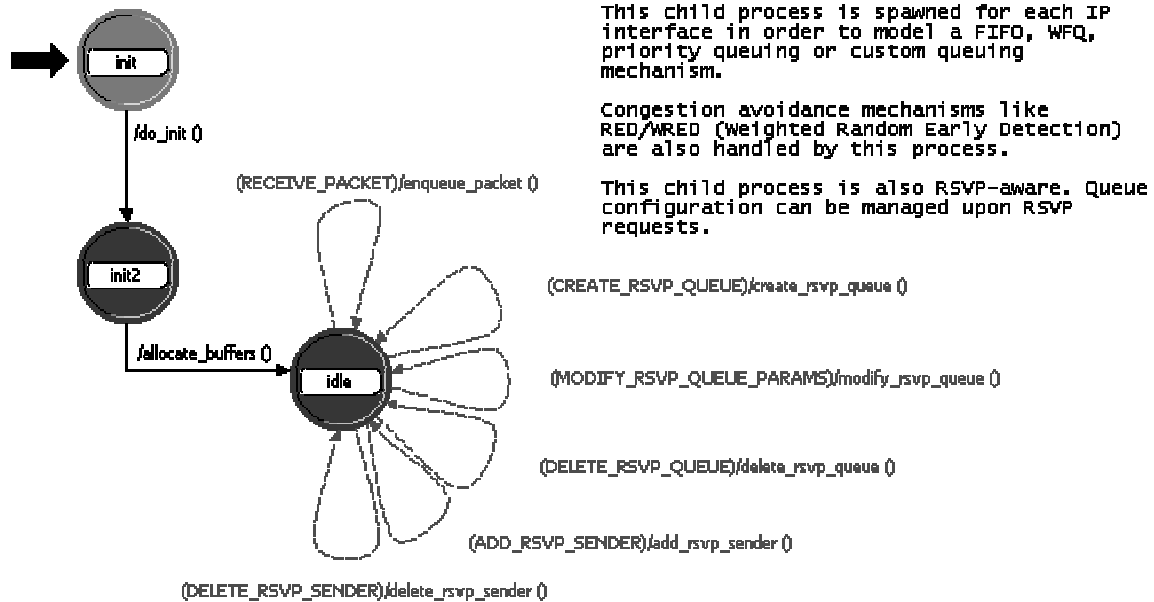 This child process is spawned for each IP
interface in order to model a FIFO, WFQ,
priority queuing or custom queuing
mechanism.
Congestion avoidance mechanisms like
RED/WRED (Weighted Random Early Detection)
are also handled by this process.
This child process is also RSVP-aware. Queue
configuration can be managed upon RSVP
requests.
init
/do_init ()
(RECEIVE_PACKET)/enqueue_packet ()
init2
(CREATE_RSVP_QUEUE)/create_rsvp_queue ()
/allocate_buffers ()
idle
(MODIFY_RSVP_QUEUE_PARAMS)/modify_rsvp_queue ()
(DELETE_RSVP_QUEUE)/delete_rsvp_queue ()
(ADD_RSVP_SENDER)/add_rsvp_sender ()
(DELETE_RSVP_SENDER)/delete_rsvp_sender ()